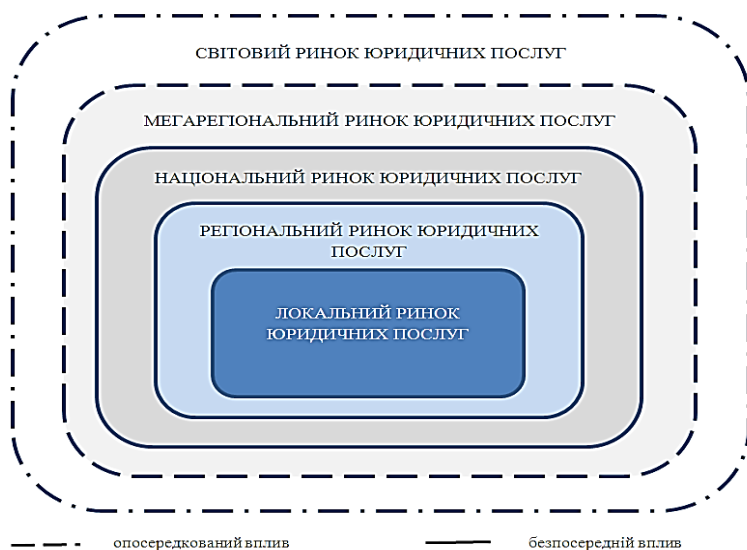 СВІТОВИЙ РИНОК ЮРИДИЧНИХ ПОСЛУГ
МЕГАРЕГІОНАЛЬНИЙ РИНОК ЮРИДИЧНИХ ПОСЛУГ
НАЦІОНАЛЬНИЙ РИНОК ЮРИДИЧНИХ ПОСЛУГ
РЕГІОНАЛЬНИЙ РИНОК ЮРИДИЧНИХ
ПОСЛУГ
ЛОКАЛЬНИЙ РИНОК
ЮРИДИЧНИХ ПОСЛУГ
опосередкований вплив
безпосередній вплив